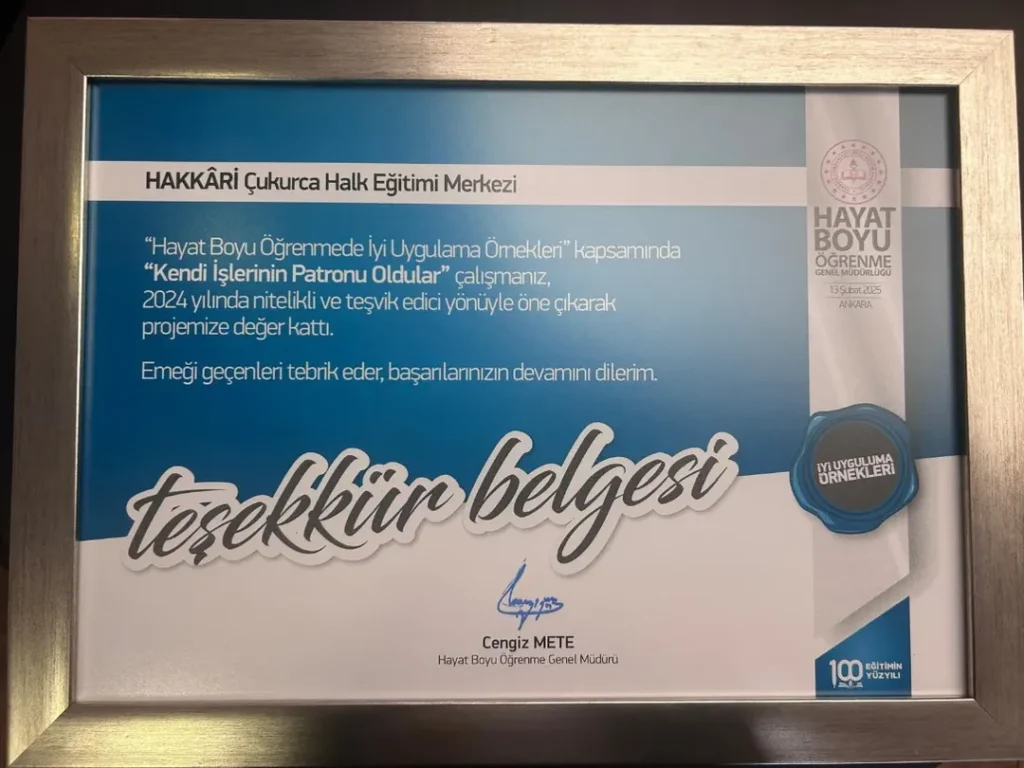 HAKKÂRİ Çukurca Halk Eğitimi Merkezi
“Hayat Boyu Öğrenmede İyi Uygulama Örnekleri” kapsamında
“Kendi İşlerinin Patronu Oldular” çalışmanız,
2024 yılında nitelikli ve teşvik edici yönüyle öne çıkarak
projemize değer kattı.
Emeği geçenleri tebrik eder, başarılarınızın devamını dilerim.
HAYAT
BOYU
ÖĞRENME
GENEL MÜDÜRLÜĞÜ
13 Şubat 2025
ANKARA
İYİ UYGULUMA
ÖRNEKLERİ
teşekkür belgesi
Cengiz METE
Hayat Boyu Öğrenme Genel Müdürü
100 EĞİTİMİN
YÜZYILI